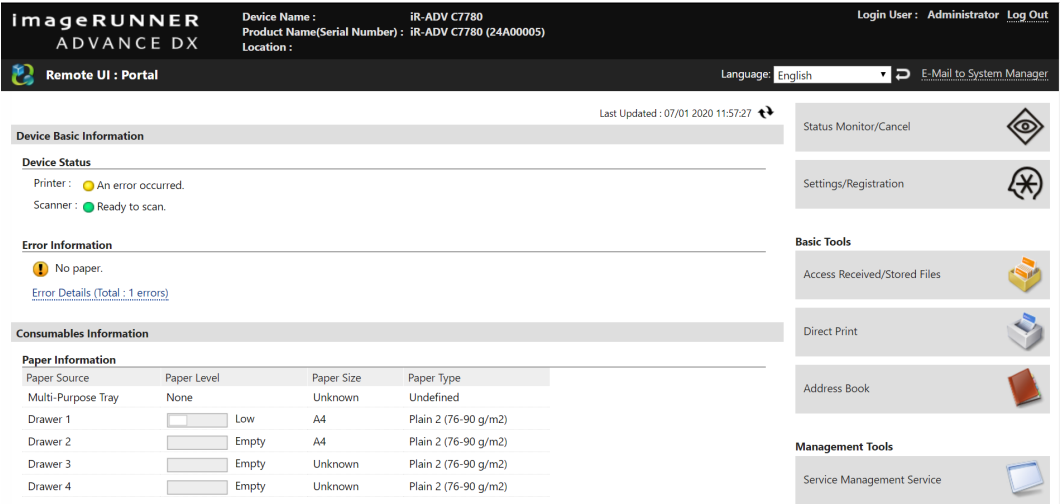 imageRUNNER
ADVANCE DX
Device Name : iR-ADV C7780
Product Name(Serial Number) : iR-ADV C7780 (24A00005)
Location :
Login User : Administrator Log Out
Remote UI : Portal
Language: English
E-Mail to System Manager
Last Updated : 07/01 2020 11:57:27
Device Basic Information
Device Status
Printer : An error occurred.
Scanner : Ready to scan.
Error Information
No paper.
Error Details (Total : 1 errors)
Consumables Information
Paper Information
Paper Source Paper Level Paper Size Paper Type
Multi-Purpose Tray None Unknown Undefined
Drawer 1 Low A4 Plain 2 (76-90 g/m2)
Drawer 2 Empty A4 Plain 2 (76-90 g/m2)
Drawer 3 Empty Unknown Plain 2 (76-90 g/m2)
Drawer 4 Empty Unknown Plain 2 (76-90 g/m2)
Status Monitor/Cancel
Settings/Registration
Basic Tools
Access Received/Stored Files
Direct Print
Address Book
Management Tools
Service Management Service